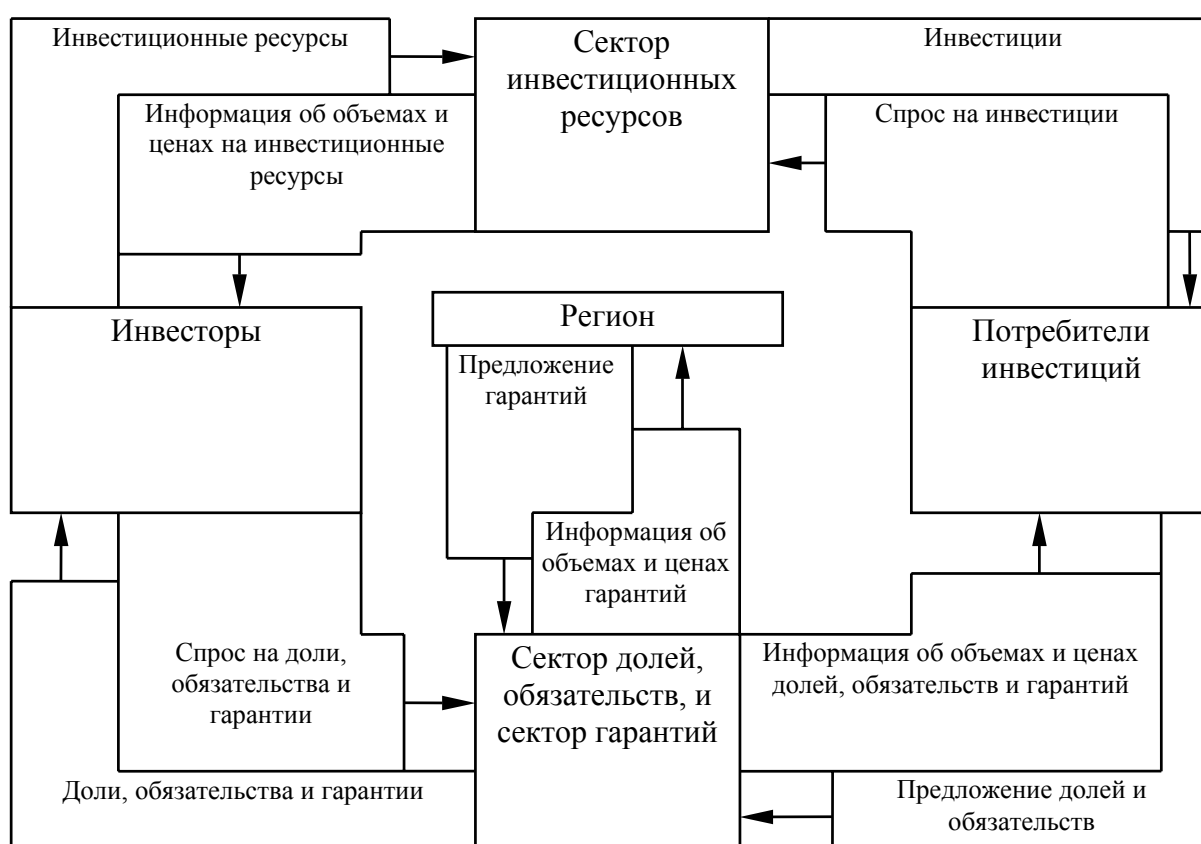 Инвестиционные ресурсы
Сектор
инвестиционных
ресурсов
Инвестиции
Информация об объемах и
ценах на инвестиционные
ресурсы
Спрос на инвестиции
Инвесторы
Регион
Потребители
инвестиций
Предложение
гарантий
Информация об
объемах и ценах
гарантий
Спрос на доли,
обязательства и
гарантии
Сектор долей,
обязательств, и
сектор гарантий
Информация об объемах и ценах
долей, обязательств и гарантий
Доли, обязательства и гарантии
Предложение долей и
обязательств